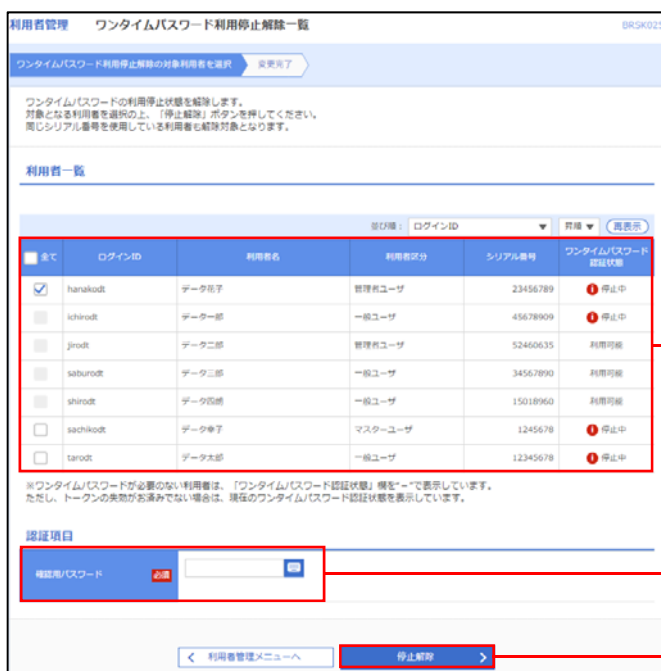 利用者管理 ワンタイムパスワード利用停止解除一覧 BRSK025
ワンタイムパスワード利用停止解除の対象利用者を選択 変更完了
ワンタイムパスワードの利用停止状態を解除します。
対象となる利用者を選択の上、「停止解除」ボタンを押してください。
同じシリアル番号を使用している利用者も解除対象となります。
利用者一覧
並び順： ログインID 昇順 再表示
全て ログインID 利用者名 利用者区分 シリアル番号 ワンタイムパスワード
認証状態
hanakodt データ花子 管理者ユーザ 23456789 停止中
ichirodt データ一郎 一般ユーザ 45678909 停止中
jirodt データ二郎 管理者ユーザ 52460635 利用可能
saburodt データ三郎 一般ユーザ 34567890 利用可能
shirodt データ四郎 一般ユーザ 15018960 利用可能
sachikodt データ幸子 マスターユーザ 1245678 停止中
tarodt データ太郎 一般ユーザ 12345678 停止中
※ワンタイムパスワードが必要のない利用者は、「ワンタイムパスワード認証状態」欄を"－"で表示しています。
ただし、トークンの失効がお済みでない場合は、現在のワンタイムパスワード認証状態を表示しています。
認証項目
確認用パスワード 必須
利用者管理メニューへ 停止解除